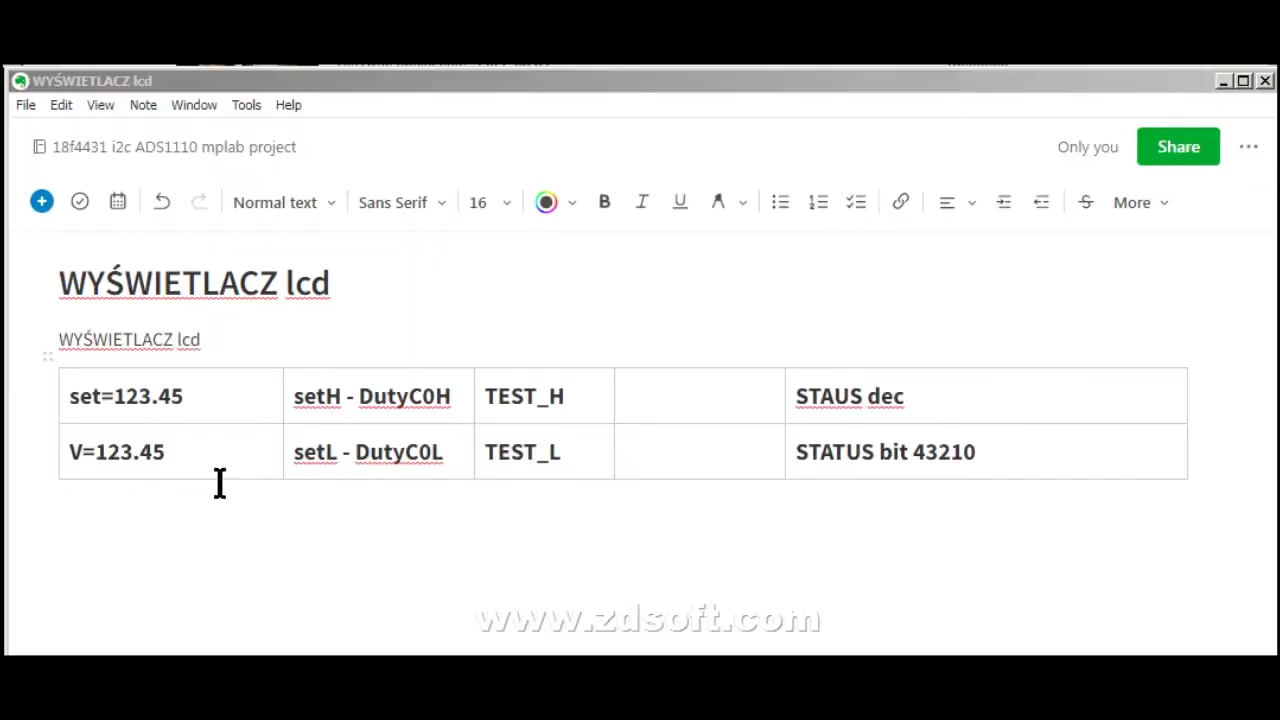 WYŚWIETLACZ lcd
File Edit View Note Window Tools Help
18f4431 i2c ADS1110 mplab project Only you Share
Normal text Sans Serif 16 B I U More
WYŚWIETLACZ lcd
WYŚWIETLACZ lcd
set=123.45 setH - DutyC0H TEST_H STAUS dec
V=123.45 setL - DutyC0L TEST_L STATUS bit 43210
www.zdsoft.com